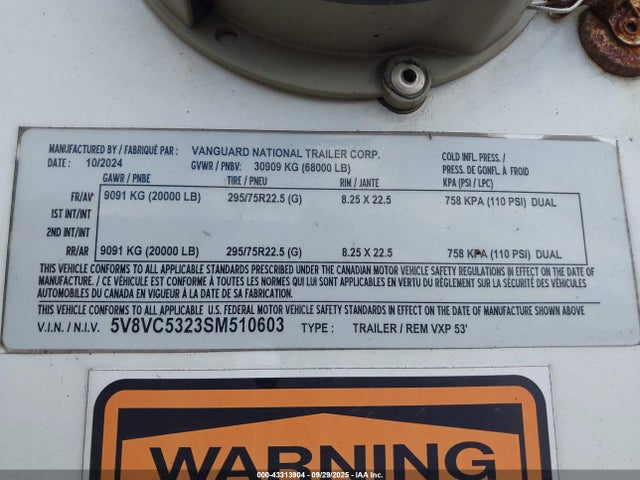 MANUFACTURED BY / FABRIQUÉ PAR : VANGUARD NATIONAL TRAILER CORP.
DATE : 10/2024 GVWR / PNBV: 30909 KG (68000 LB) COLD INFL. PRESS. /
PRESS. DE GONFL. À FROID
GAWR / PNBE TIRE / PNEU RIM / JANTE KPA (PSI / LPC)
FR/AV 9091 KG (20000 LB) 295/75R22.5 (G) 8.25 X 22.5 758 KPA (110 PSI) DUAL
1ST INT/INT
2ND INT/INT
RR/AR 9091 KG (20000 LB) 295/75R22.5 (G) 8.25 X 22.5 758 KPA (110 PSI) DUAL
THIS VEHICLE CONFORMS TO ALL APPLICABLE STANDARDS PRESCRIBED UNDER THE CANADIAN MOTOR VEHICLE SAFETY REGULATIONS IN EFFECT ON THE DATE OF
MANUFACTURE. / CE VÉHICULE EST CONFORME À TOUTES LES NORMES QUI LUI SONT APPLICABLES EN VERTU DU RÈGLEMENT SUR LA SÉCURITÉ DES VÉHICULES
AUTOMOBILES DU CANADA EN VIGUEUR À LA DATE DE SA FABRICATION.
THIS VEHICLE CONFORMS TO ALL APPLICABLE U.S. FEDERAL MOTOR VEHICLE SAFETY STANDARDS IN EFFECT ON THE DATE OF MANUFACTURE SHOWN ABOVE.
V.I.N. / N.I.V. 5V8VC5323SM510603 TYPE : TRAILER / REM VXP 53'
WARNING
000-43313904 - 09/29/2025 - IAA Inc.